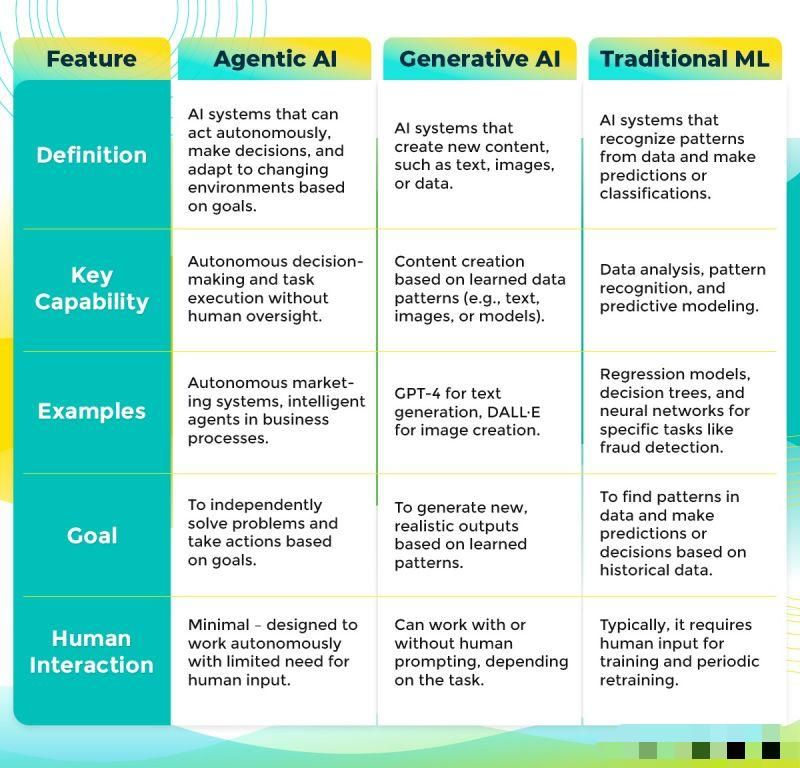 Feature
Agentic AI
Generative AI
Traditional ML
Definition
AI systems that can
act autonomously,
make decisions, and
adapt to changing
environments based
on goals.
AI systems that
create new content,
such as text, images,
or data.
AI systems that
recognize patterns
from data and make
predictions or
classifications.
Key
Capability
Autonomous decision-
making and task
execution without
human oversight.
Content creation
based on learned data
patterns (e.g., text,
images, or models).
Data analysis, pattern
recognition, and
predictive modeling.
Examples
Autonomous market-
ing systems, intelligent
agents in business
processes.
GPT-4 for text
generation, DALL·E
for image creation.
Regression models,
decision trees, and
neural networks for
specific tasks like
fraud detection.
Goal
To independently
solve problems and
take actions based
on goals.
To generate new,
realistic outputs
based on learned
patterns.
To find patterns in
data and make
predictions or
decisions based on
historical data.
Human
Interaction
Minimal – designed to
work autonomously
with limited need for
human input.
Can work with or
without human
prompting, depending
on the task.
Typically, it requires
human input for
training and periodic
retraining.